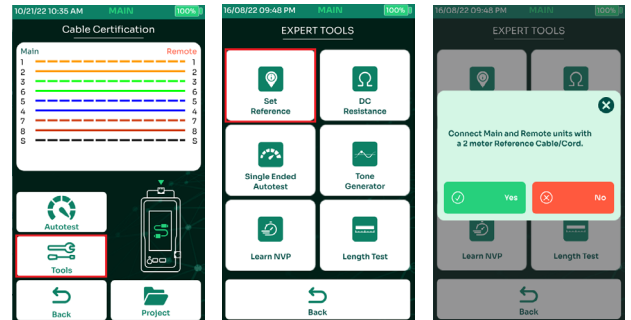 10/21/22 10:35 AM MAIN 100%
Cable Certification
Main Remote
1 1
2 2
3 3
6 6
5 5
4 4
7 7
8 8
S S
Autotest
Tools
Back
Project
16/08/22 09:48 PM MAIN 100%
EXPERT TOOLS
Set
Reference
Ω
DC
Resistance
Single Ended
Autotest
Tone
Generator
Learn NVP
Length Test
Back
16/08/22 09:48 PM MAIN 100%
EXPERT TOOLS
Connect Main and Remote units with
a 2 meter Reference Cable/Cord.
Yes
No
Learn NVP
Length Test
Back